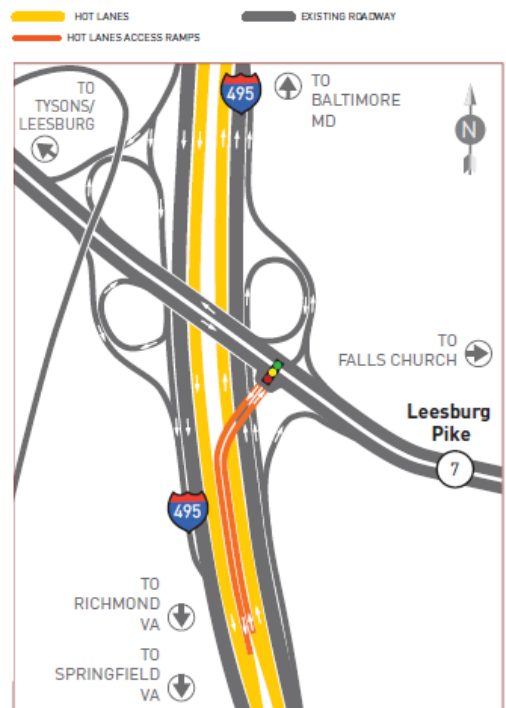 HOT LANES
EXISTING ROADWAY
HOT LANES ACCESS RAMPS
TO
TYSONS/
LEESBURG
495
TO
BALTIMORE
MD
N
TO
FALLS CHURCH
Leesburg
Pike
7
495
TO
RICHMOND
VA
TO
SPRINGFIELD
VA